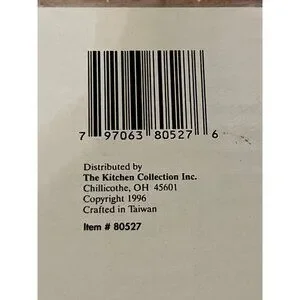 7 97063 80527 6
Distributed by
The Kitchen Collection Inc.
Chillicothe, OH 45601
Copyright 1996
Crafted in Taiwan
Item # 80527